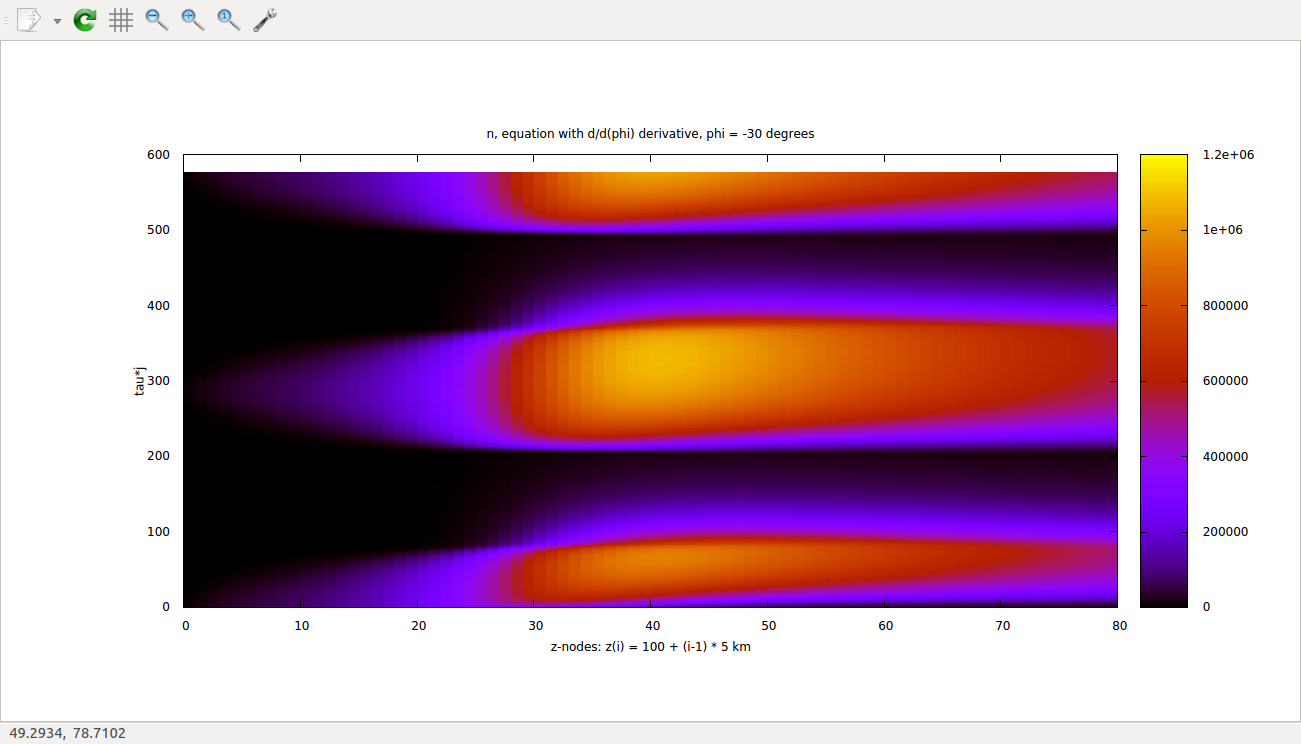 n, equation with d/d(phi) derivative, phi = -30 degrees
600
500
400
300
200
100
0
tau*j
0 10 20 30 40 50 60 70 80
z-nodes: z(i) = 100 + (i-1) * 5 km
1.2e+06
1e+06
800000
600000
400000
200000
0
49.2934, 78.7102